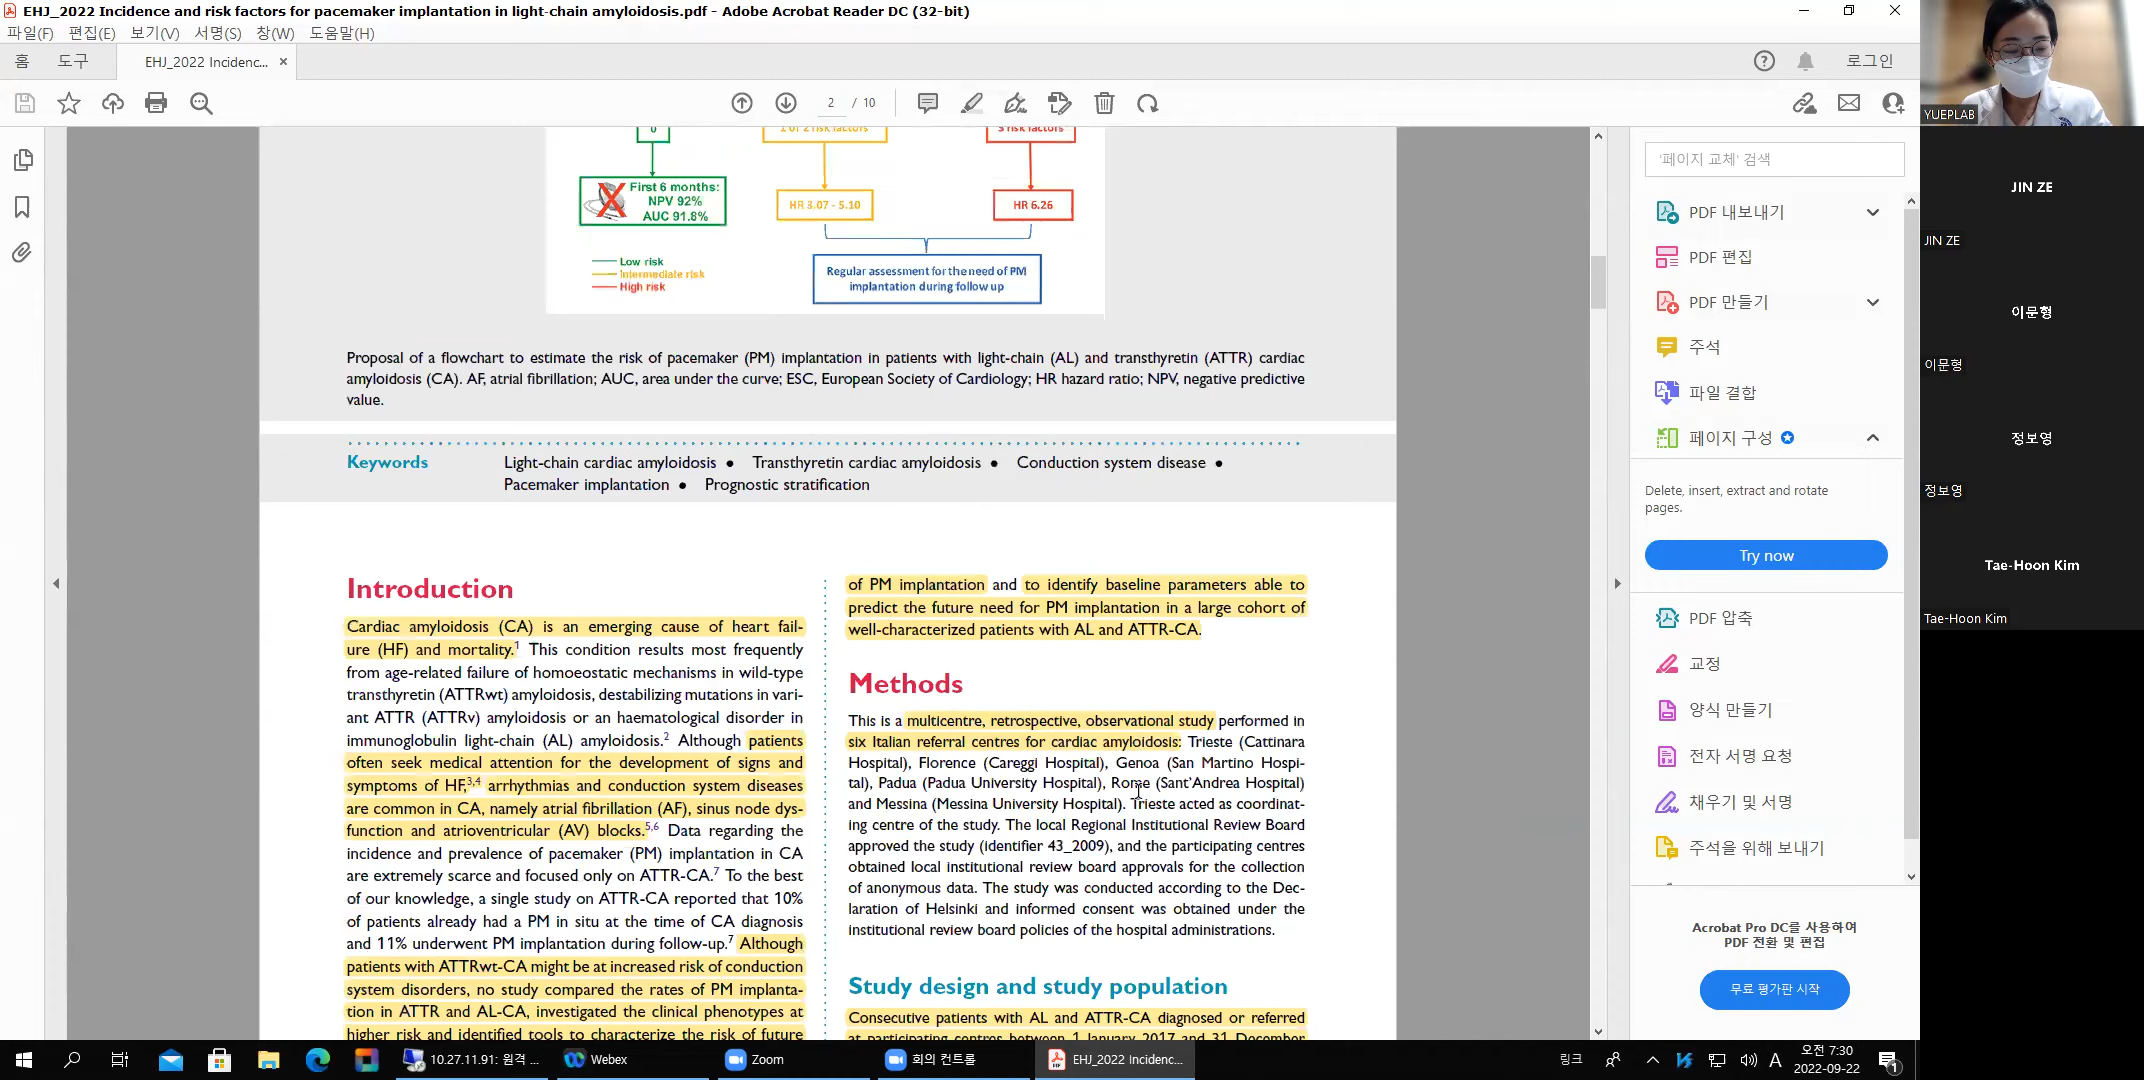 EHJ_2022 Incidence and risk factors for pacemaker implantation in light-chain amyloidosis.pdf - Adobe Acrobat Reader DC (32-bit)
파일(F) 편집(E) 보기(V) 서명(S) 창(W) 도움말(H)
홈 도구 EHJ_2022 Incidenc... ×
로그인
2 / 10
0
1 or 2 risk factors
3 risk factors
First 6 months:
NPV 92%
AUC 91.8%
HR 3.07 - 5.10
HR 6.26
Low risk
Intermediate risk
High risk
Regular assessment for the need of PM
implantation during follow up
Proposal of a flowchart to estimate the risk of pacemaker (PM) implantation in patients with light-chain (AL) and transthyretin (ATTR) cardiac
amyloidosis (CA). AF, atrial fibrillation; AUC, area under the curve; ESC, European Society of Cardiology; HR hazard ratio; NPV, negative predictive
value.
Keywords
Light-chain cardiac amyloidosis • Transthyretin cardiac amyloidosis • Conduction system disease •
Pacemaker implantation • Prognostic stratification
Introduction
Cardiac amyloidosis (CA) is an emerging cause of heart fail-
ure (HF) and mortality.1 This condition results most frequently
from age-related failure of homoeostatic mechanisms in wild-type
transthyretin (ATTRwt) amyloidosis, destabilizing mutations in vari-
ant ATTR (ATTRv) amyloidosis or an haematological disorder in
immunoglobulin light-chain (AL) amyloidosis.2 Although patients
often seek medical attention for the development of signs and
symptoms of HF,3,4 arrhythmias and conduction system diseases
are common in CA, namely atrial fibrillation (AF), sinus node dys-
function and atrioventricular (AV) blocks.5,6 Data regarding the
incidence and prevalence of pacemaker (PM) implantation in CA
are extremely scarce and focused only on ATTR-CA.7 To the best
of our knowledge, a single study on ATTR-CA reported that 10%
of patients already had a PM in situ at the time of CA diagnosis
and 11% underwent PM implantation during follow-up.7 Although
patients with ATTRwt-CA might be at increased risk of conduction
system disorders, no study compared the rates of PM implanta-
tion in ATTR and AL-CA, investigated the clinical phenotypes at
higher risk and identified tools to characterize the risk of future
of PM implantation and to identify baseline parameters able to
predict the future need for PM implantation in a large cohort of
well-characterized patients with AL and ATTR-CA.
Methods
This is a multicentre, retrospective, observational study performed in
six Italian referral centres for cardiac amyloidosis: Trieste (Cattinara
Hospital), Florence (Careggi Hospital), Genoa (San Martino Hospi-
tal), Padua (Padua University Hospital), Rome (Sant'Andrea Hospital)
and Messina (Messina University Hospital). Trieste acted as coordinat-
ing centre of the study. The local Regional Institutional Review Board
approved the study (identifier 43_2009), and the participating centres
obtained local institutional review board approvals for the collection
of anonymous data. The study was conducted according to the Dec-
laration of Helsinki and informed consent was obtained under the
institutional review board policies of the hospital administrations.
Study design and study population
Consecutive patients with AL and ATTR-CA diagnosed or referred
at participating centres between 1 January 2017 and 31 December
'페이지 교체' 검색
PDF 내보내기
PDF 편집
PDF 만들기
주석
파일 결합
페이지 구성
Delete, insert, extract and rotate
pages.
Try now
PDF 압축
교정
양식 만들기
전자 서명 요청
채우기 및 서명
주석을 위해 보내기
Acrobat Pro DC를 사용하여
PDF 전환 및 편집
무료 평가판 시작
YUEPLAB
JIN ZE
JIN ZE
이문형
이문형
정보영
정보영
Tae-Hoon Kim
Tae-Hoon Kim
10.27.11.91: 원격 ...
Webex
Zoom
회의 컨트롤
EHJ_2022 Incidenc...
링크
A
오전 7:30
2022-09-22
1